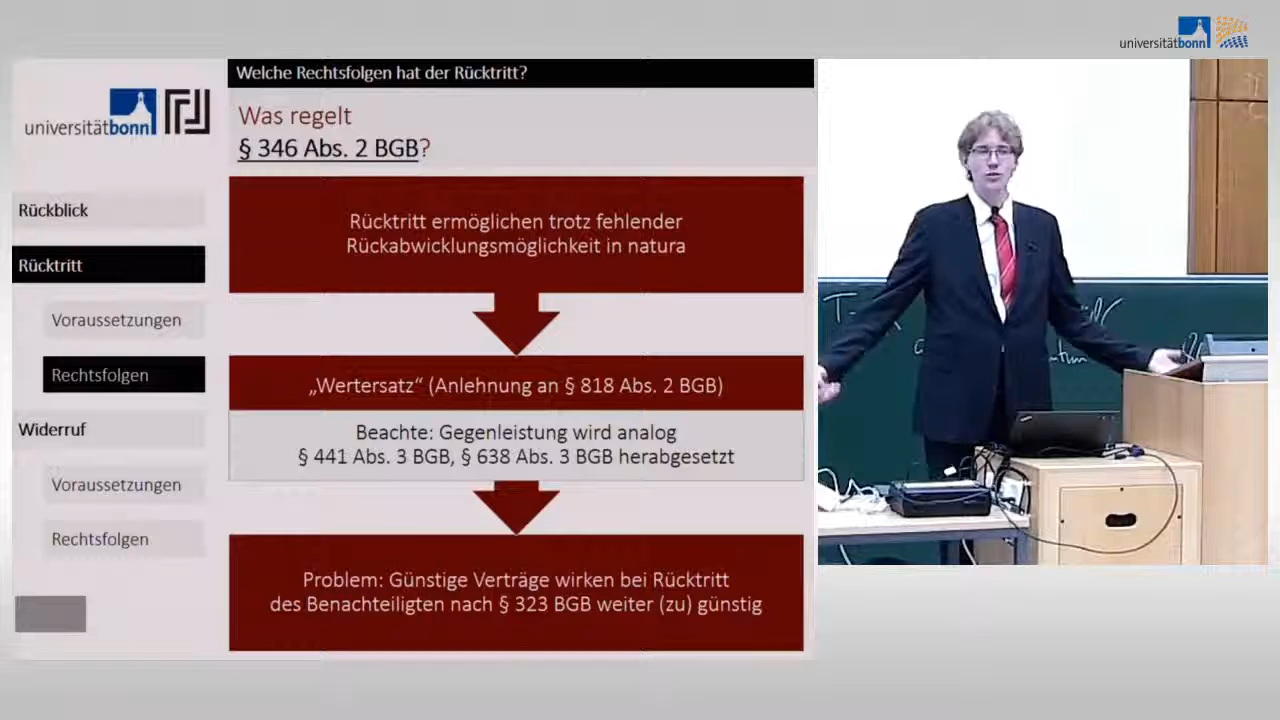 universitätbonn
universitätbonn
Rückblick
Rücktritt
Voraussetzungen
Rechtsfolgen
Widerruf
Voraussetzungen
Rechtsfolgen
Welche Rechtsfolgen hat der Rücktritt?
Was regelt
§ 346 Abs. 2 BGB?
Rücktritt ermöglichen trotz fehlender
Rückabwicklungsmöglichkeit in natura
„Wertersatz“ (Anlehnung an § 818 Abs. 2 BGB)
Beachte: Gegenleistung wird analog
§ 441 Abs. 3 BGB, § 638 Abs. 3 BGB herabgesetzt
Problem: Günstige Verträge wirken bei Rücktritt
des Benachteiligten nach § 323 BGB weiter (zu) günstig